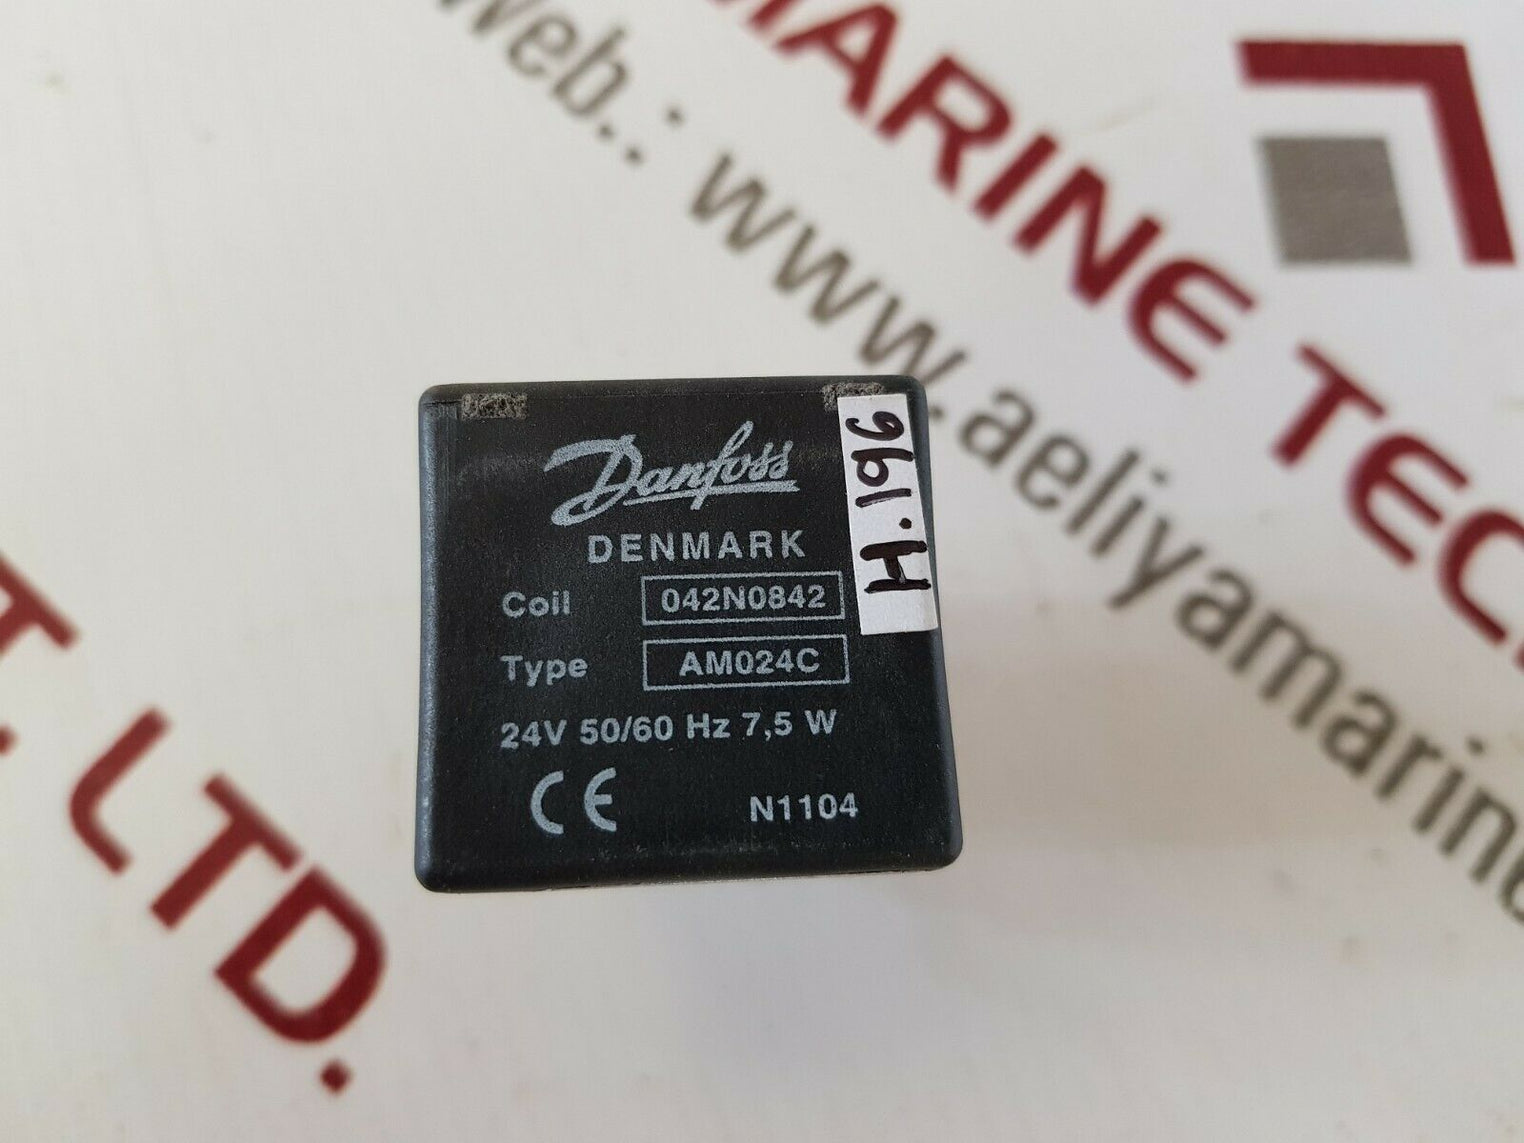 MARINE TECH
web.: www.aeliyamarine
Danfoss
DENMARK
Coil 042N0842
Type AM024C
24V 50/60 Hz 7,5 W
CE N1104
H.196
T. LTD.